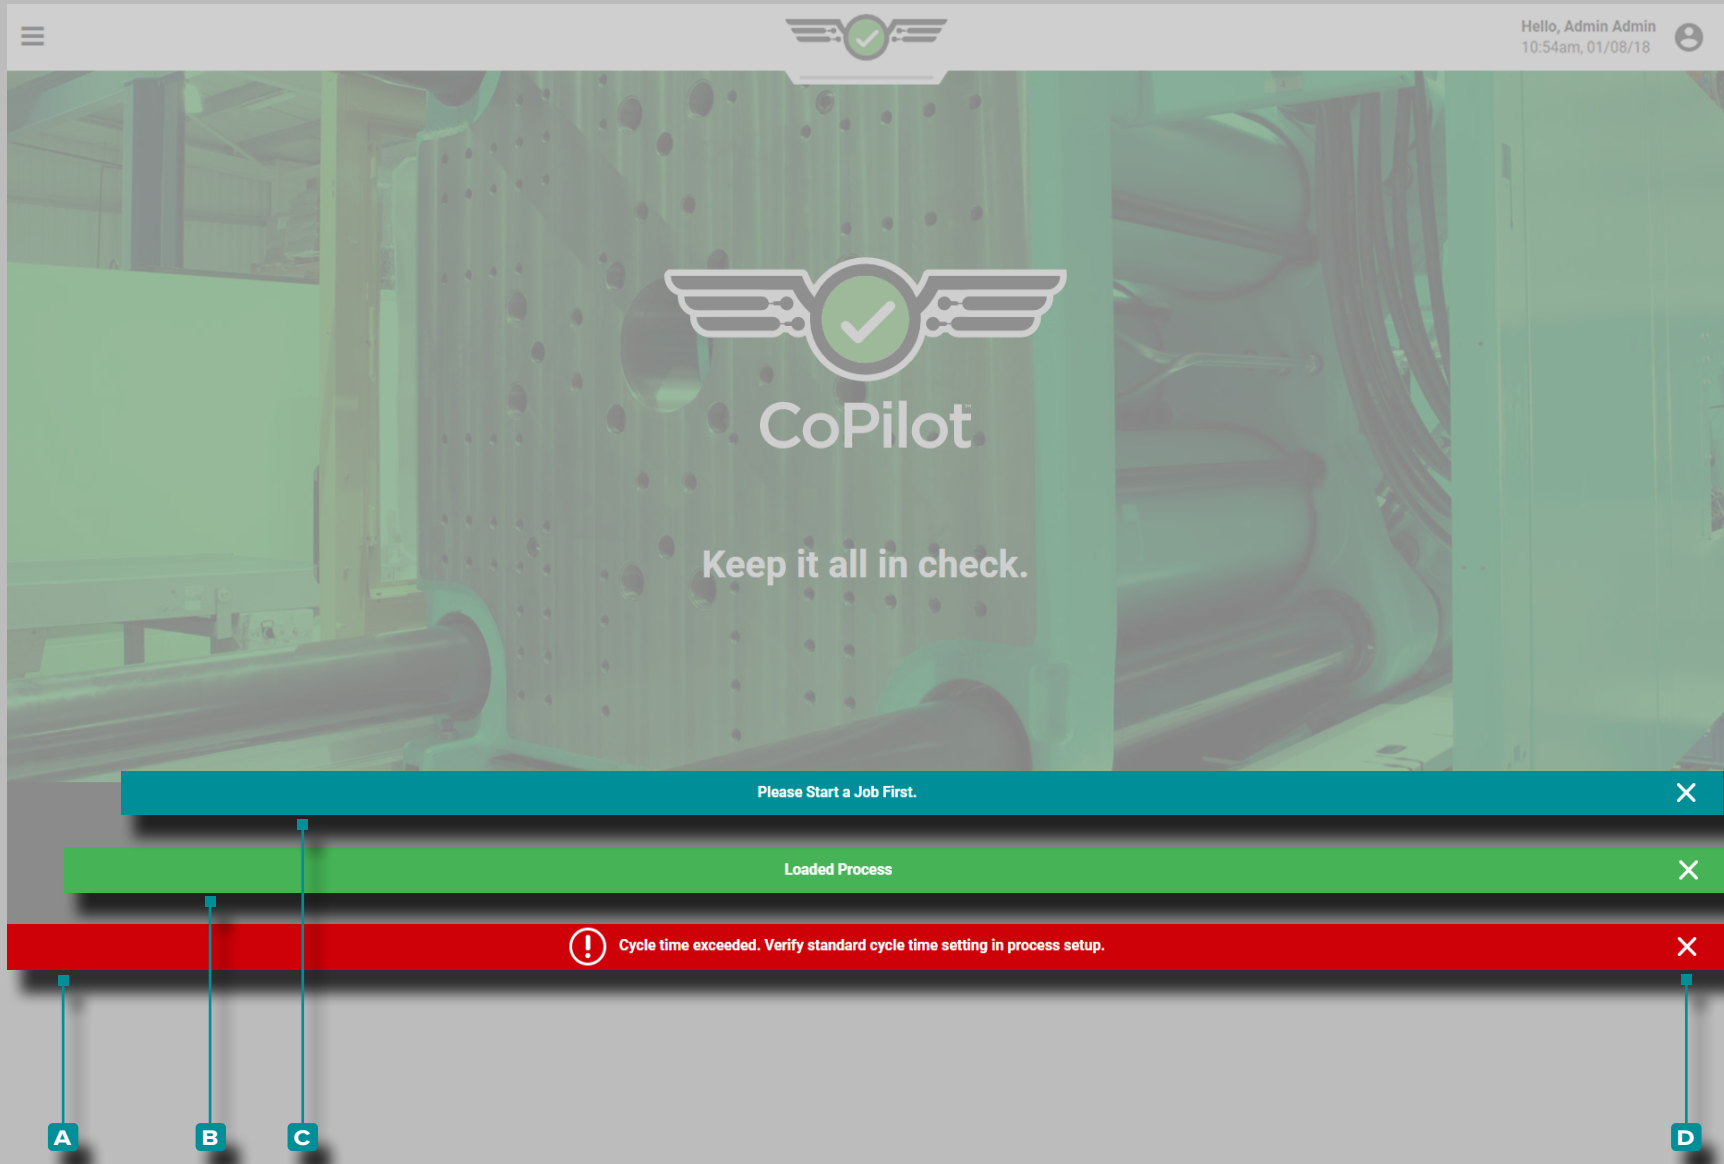 Hello, Admin Admin
10:54am, 01/08/18
CoPilot™
Keep it all in check.
Please Start a Job First.
Loaded Process
Cycle time exceeded. Verify standard cycle time setting in process setup.
A
B
C
D